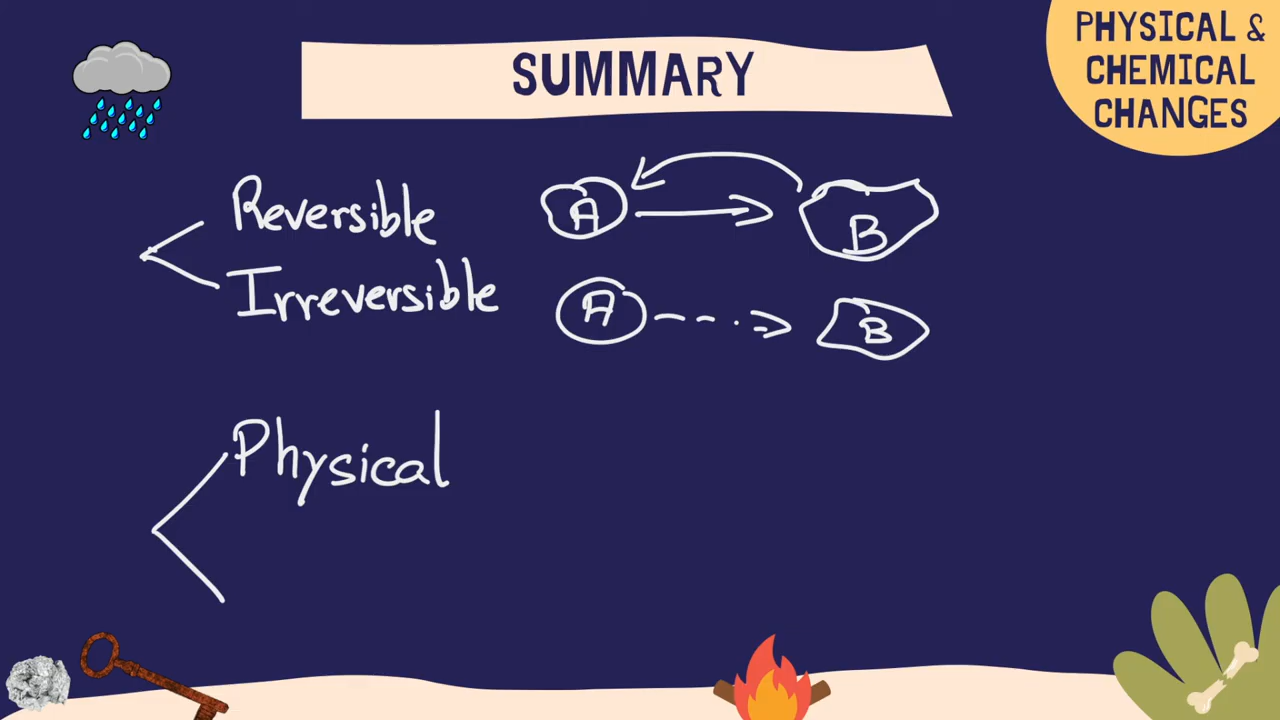 SUMMARY
PHYSICAL &
CHEMICAL
CHANGES
Reversible
A
B
Irreversible
A
B
Physical